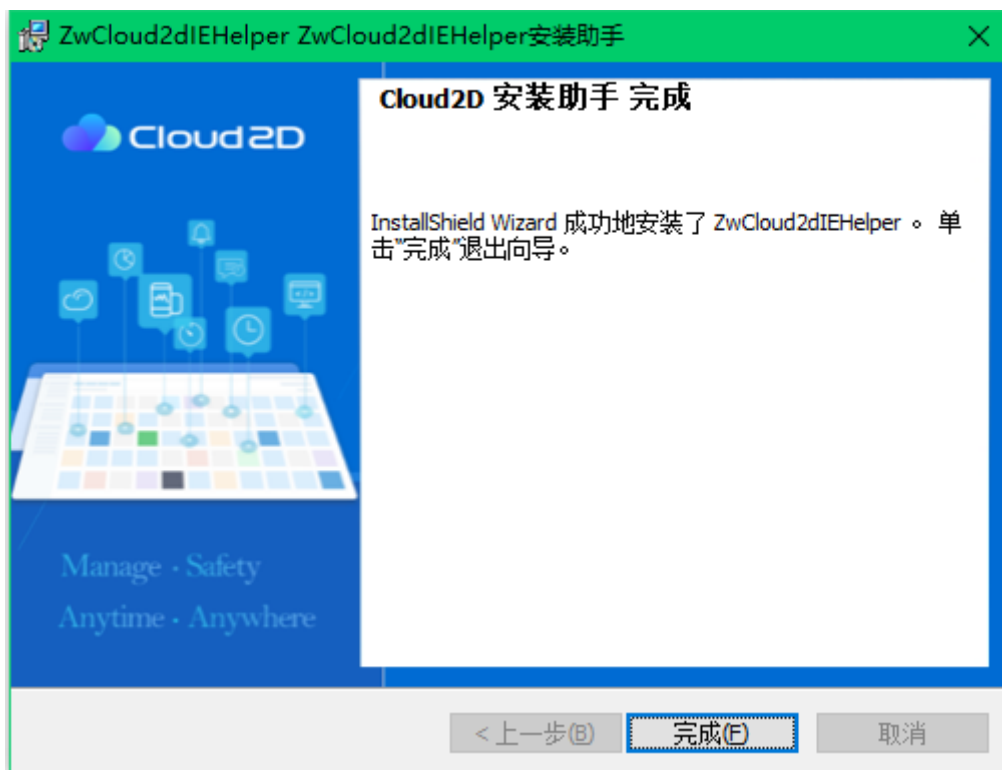 ZwCloud2dIEHelper ZwCloud2dIEHelper安装助手
Cloud2D
Cloud2D 安装助手 完成
InstallShield Wizard 成功地安装了 ZwCloud2dIEHelper 。 单
击“完成”退出向导。
Manage · Safety
Anytime · Anywhere
<上一步(B)
完成(F)
取消